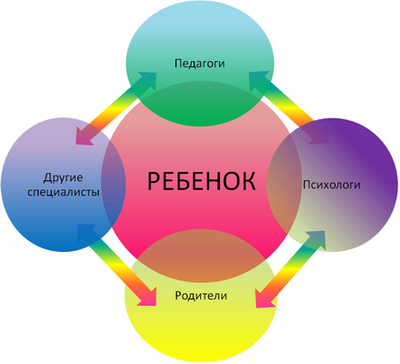 Педагоги
Другие
специалисты
РЕБЕНОК
Психологи
Родители